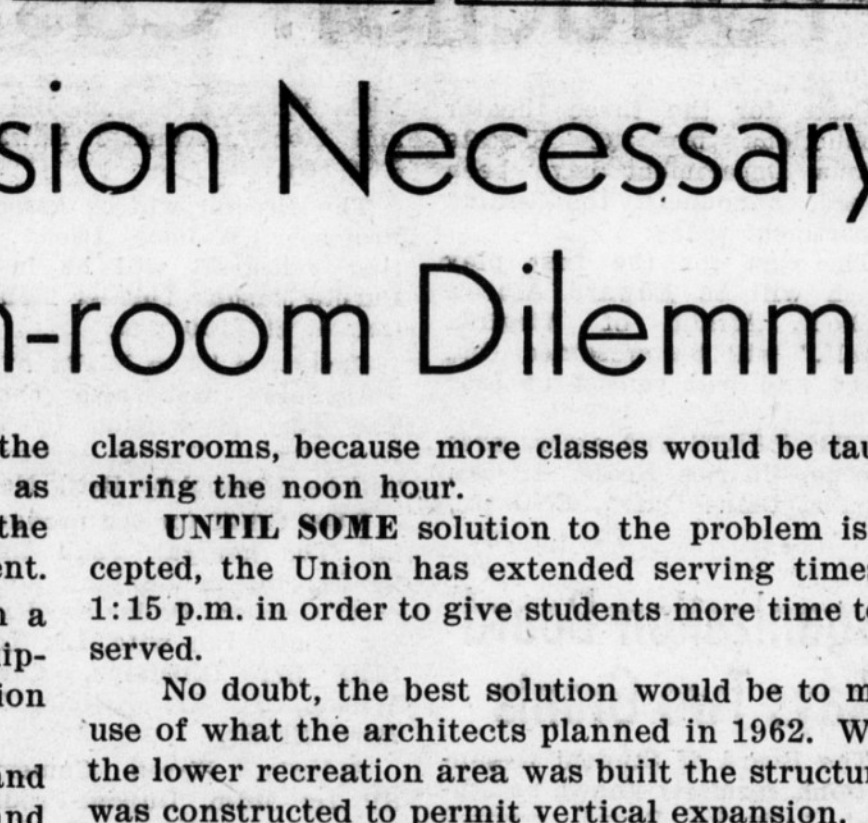 sion Necessary
-room Dilemm
the
as
the
ent.
a
ip-
ion
and
and
classrooms, because more classes would be tau
during the noon hour.
UNTIL SOME solution to the problem is
cepted, the Union has extended serving time
1:15 p.m. in order to give students more time t
served.
No doubt, the best solution would be to m
use of what the architects planned in 1962. W
the lower recreation area was built the structu
was constructed to permit vertical expansion.